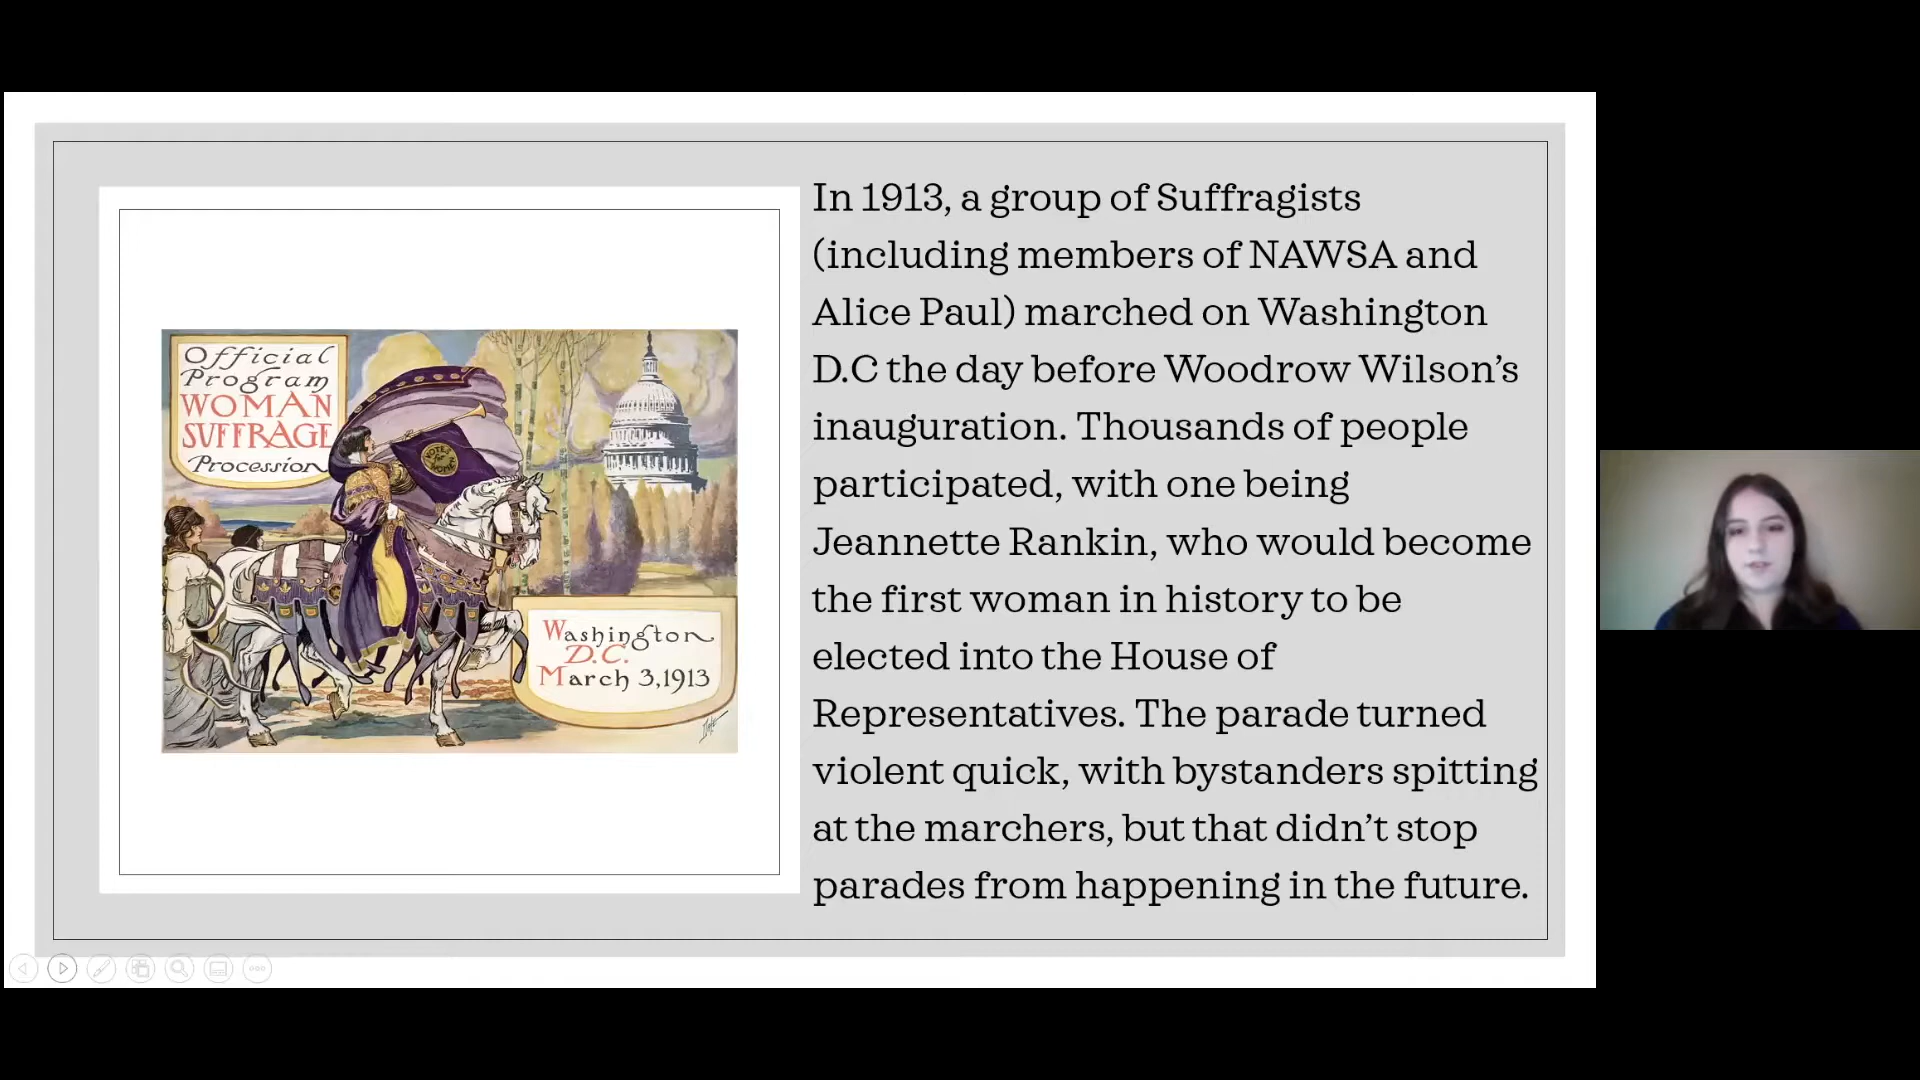 Official
Program
WOMAN
SUFFRAGE
Procession
VOTES
for
WOMEN
Washington
D.C.
March 3,1913
In 1913, a group of Suffragists
(including members of NAWSA and
Alice Paul) marched on Washington
D.C the day before Woodrow Wilson’s
inauguration. Thousands of people
participated, with one being
Jeannette Rankin, who would become
the first woman in history to be
elected into the House of
Representatives. The parade turned
violent quick, with bystanders spitting
at the marchers, but that didn’t stop
parades from happening in the future.